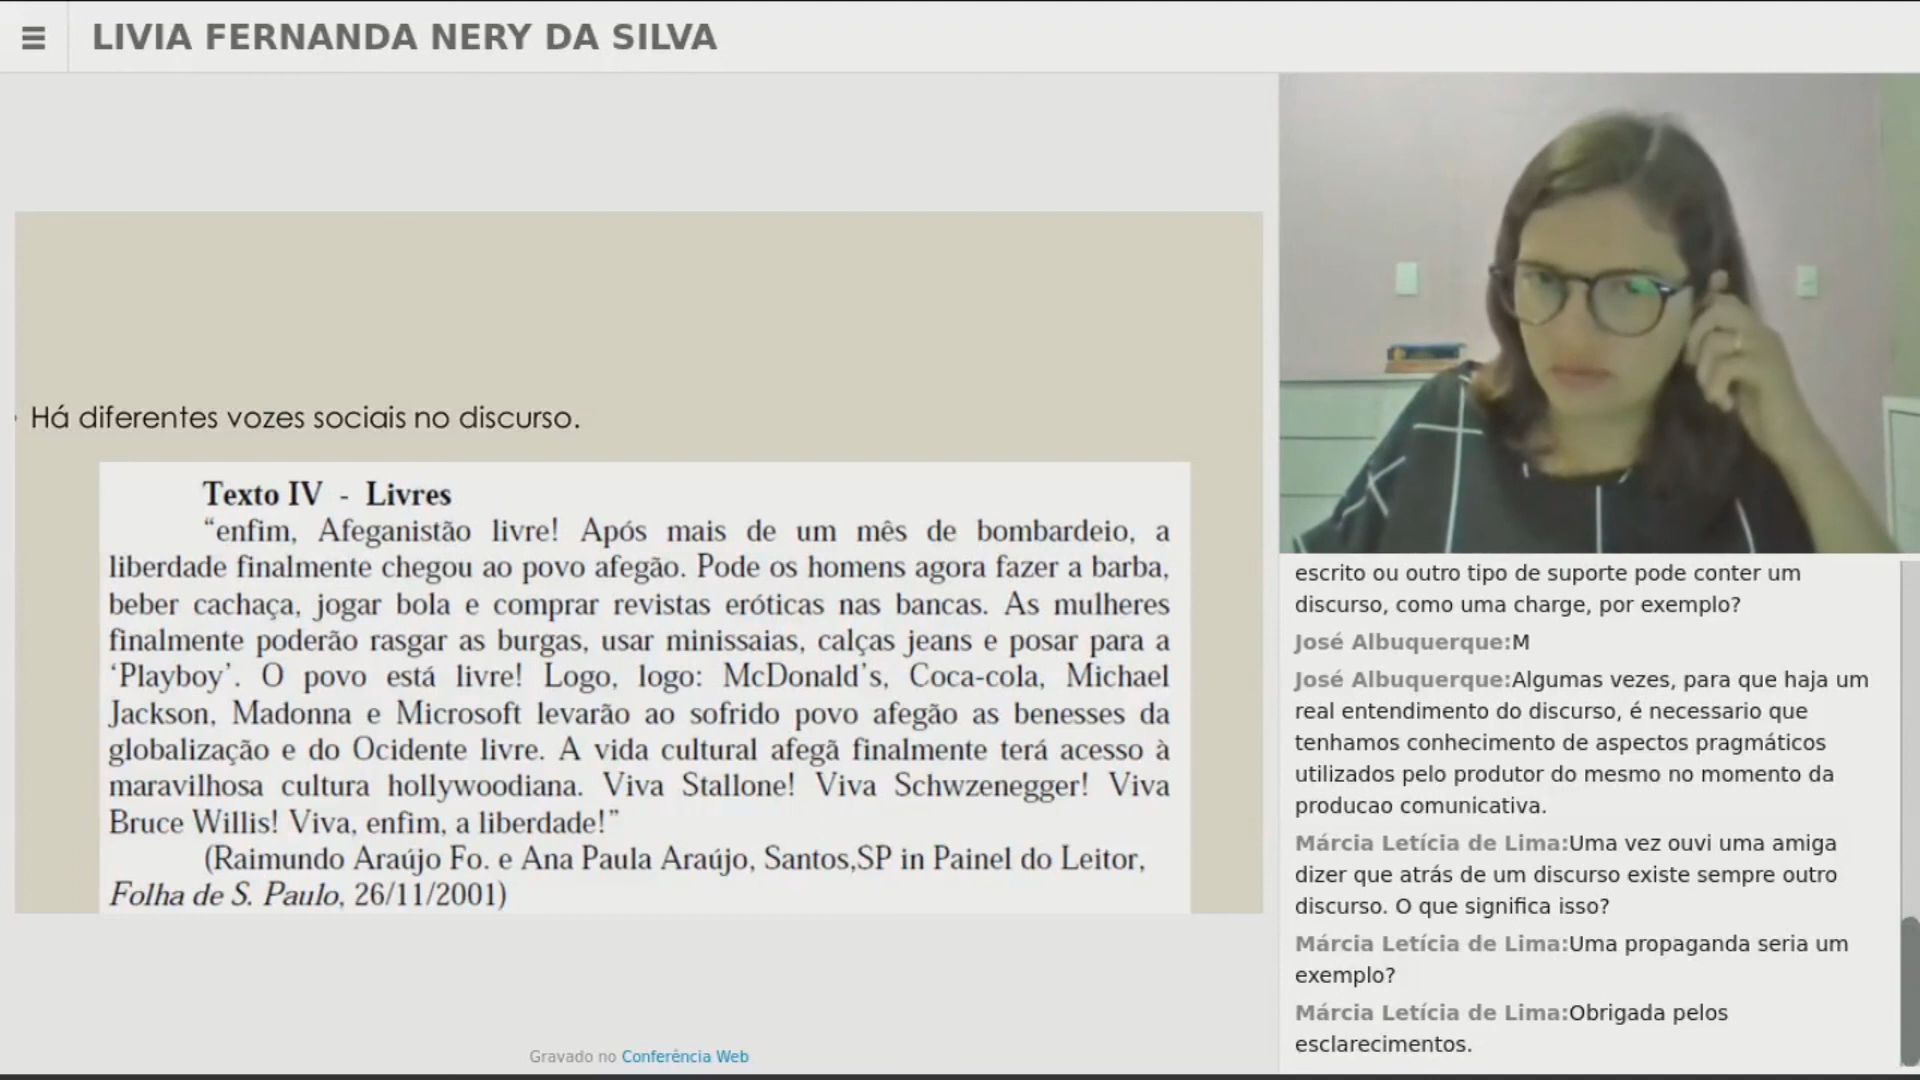 LIVIA FERNANDA NERY DA SILVA
Há diferentes vozes sociais no discurso.
Texto IV - Livres
“enfim, Afeganistão livre! Após mais de um mês de bombardeio, a
liberdade finalmente chegou ao povo afegão. Pode os homens agora fazer a barba,
beber cachaça, jogar bola e comprar revistas eróticas nas bancas. As mulheres
finalmente poderão rasgar as burgas, usar minissaias, calças jeans e posar para a
‘Playboy’. O povo está livre! Logo, logo: McDonald’s, Coca-cola, Michael
Jackson, Madonna e Microsoft levarão ao sofrido povo afegão as benesses da
globalização e do Ocidente livre. A vida cultural afegã finalmente terá acesso à
maravilhosa cultura hollywoodiana. Viva Stallone! Viva Schwzenegger! Viva
Bruce Willis! Viva, enfim, a liberdade!”
(Raimundo Araújo Fo. e Ana Paula Araújo, Santos,SP in Painel do Leitor,
Folha de S. Paulo, 26/11/2001)
Gravado no Conferência Web
escrito ou outro tipo de suporte pode conter um
discurso, como uma charge, por exemplo?
José Albuquerque:M
José Albuquerque:Algumas vezes, para que haja um
real entendimento do discurso, é necessario que
tenhamos conhecimento de aspectos pragmáticos
utilizados pelo produtor do mesmo no momento da
producao comunicativa.
Márcia Letícia de Lima:Uma vez ouvi uma amiga
dizer que atrás de um discurso existe sempre outro
discurso. O que significa isso?
Márcia Letícia de Lima:Uma propaganda seria um
exemplo?
Márcia Letícia de Lima:Obrigada pelos
esclarecimentos.